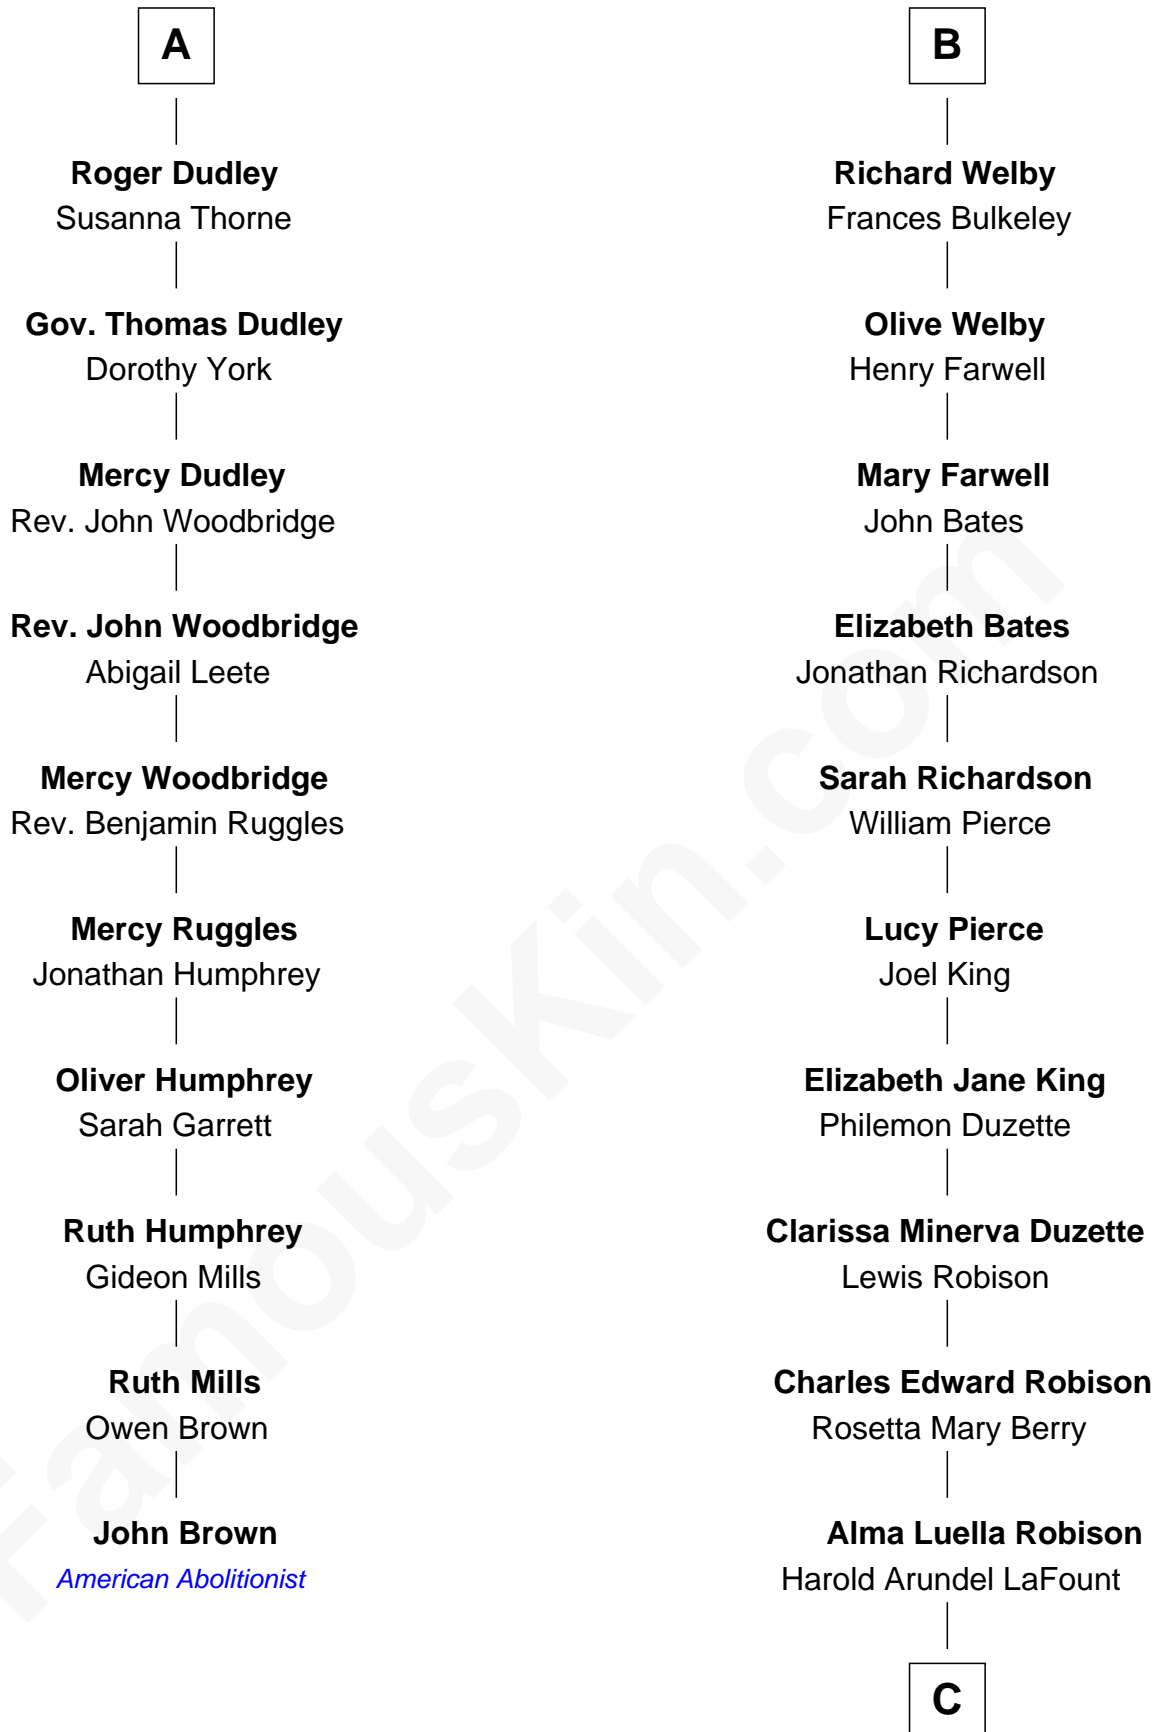 A
Roger Dudley
Susanna Thorne
Gov. Thomas Dudley
Dorothy York
Mercy Dudley
Rev. John Woodbridge
Rev. John Woodbridge
Abigail Leete
Mercy Woodbridge
Rev. Benjamin Ruggles
Mercy Ruggles
Jonathan Humphrey
Oliver Humphrey
Sarah Garrett
Ruth Humphrey
Gideon Mills
Ruth Mills
Owen Brown
John Brown
American Abolitionist
B
Richard Welby
Frances Bulkeley
Olive Welby
Henry Farwell
Mary Farwell
John Bates
Elizabeth Bates
Jonathan Richardson
Sarah Richardson
William Pierce
Lucy Pierce
Joel King
Elizabeth Jane King
Philemon Duzette
Clarissa Minerva Duzette
Lewis Robison
Charles Edward Robison
Rosetta Mary Berry
Alma Luella Robison
Harold Arundel LaFount
C
FamousKin.com